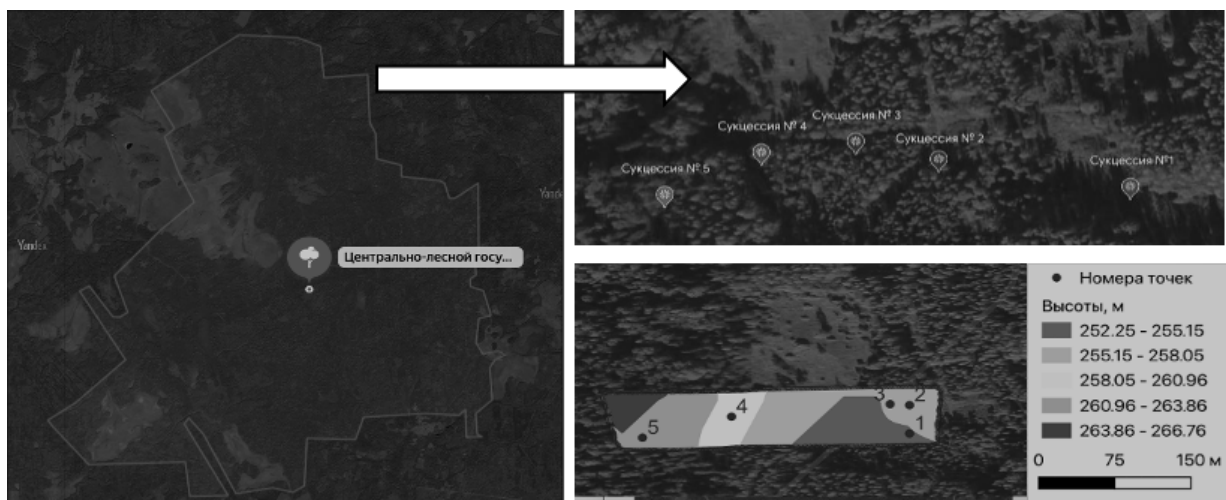 Yandex
Yandex
Центрально-лесной госу...
Сукцессия № 3
Сукцессия № 4
Сукцессия № 2
Сукцессия №1
Сукцессия № 5
Номера точек
Высоты, м
252.25 - 255.15
255.15 - 258.05
258.05 - 260.96
260.96 - 263.86
263.86 - 266.76
0 75 150 м
3 2
4
1
5